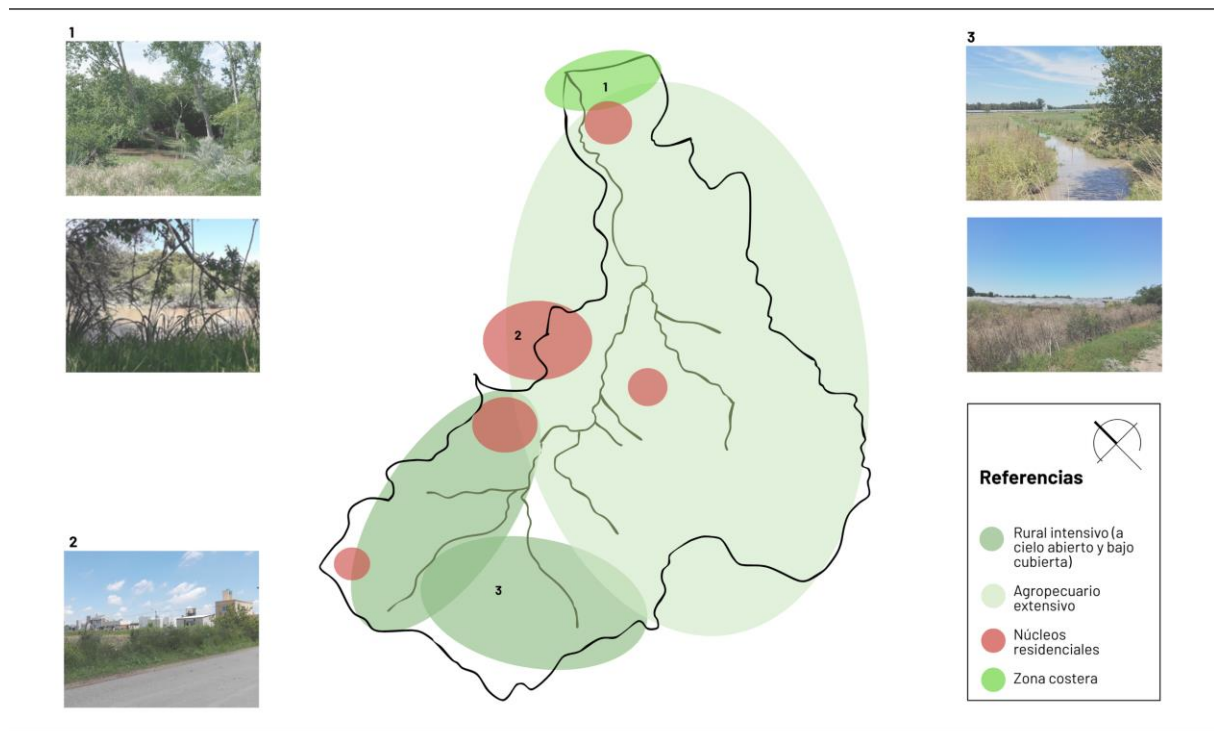 1
1
2
3
3
2
Referencias
Rural intensivo (a
cielo abierto y bajo
cubierta)
Agropecuario
extensivo
Núcleos
residenciales
Zona costera